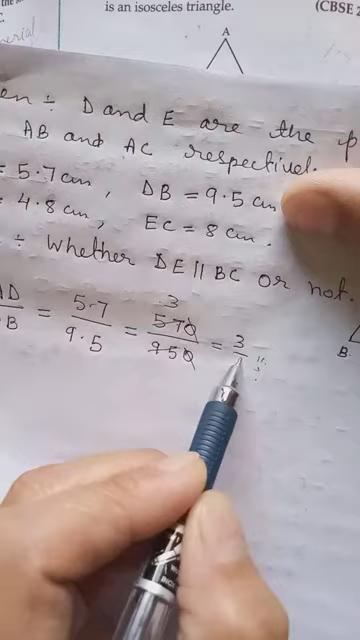 is an isosceles triangle.
(CBSE 2
A
÷ D and E are the p
AB and AC respectivel.
= 5.7 cm, DB = 9.5 cm
= 4.8 cm, EC = 8 cm.
÷ Whether DE || BC or not.
AD/DB = 5.7/9.5 = 570/950 = 3/
3
B